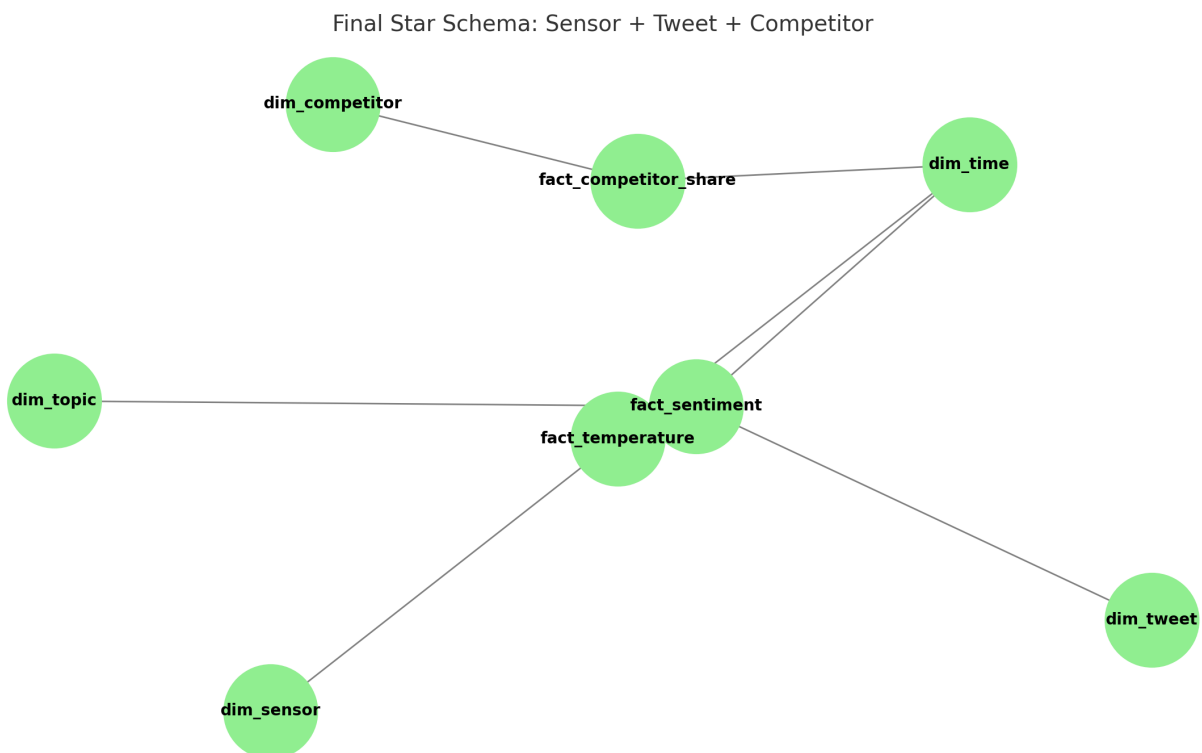 Final Star Schema: Sensor + Tweet + Competitor
dim_competitor
dim_time
fact_competitor_share
dim_topic
fact_sentiment
fact_temperature
dim_tweet
dim_sensor